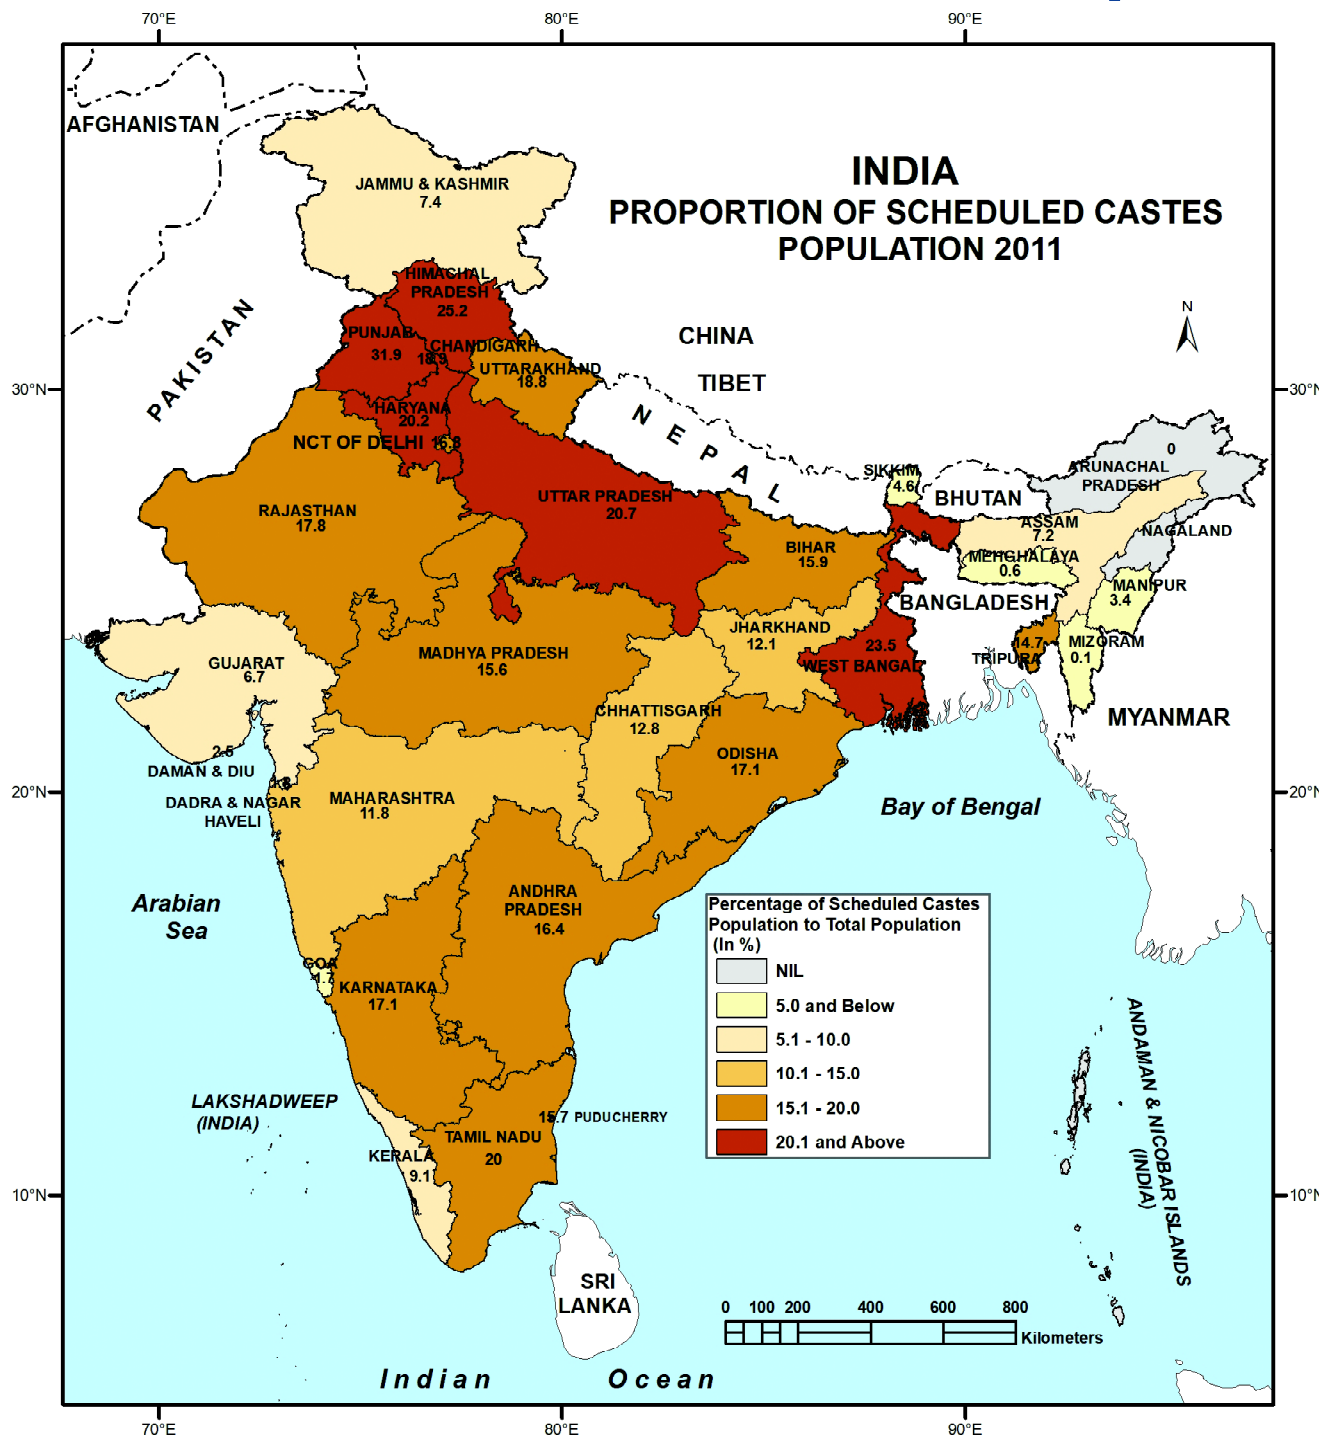 70°E 80°E 90°E
AFGHANISTAN
INDIA
PROPORTION OF SCHEDULED CASTES
POPULATION 2011
JAMMU & KASHMIR
7.4
HIMACHAL
PRADESH
25.2
N
PAKISTAN
PUNJAB
31.9
CHANDIGARH
18.9
CHINA
TIBET
UTTARAKHAND
18.8
30°N 30°N
HARYANA
20.2
NCT OF DELHI 16.8
NEPAL
SIKKIM
4.6
BHUTAN
0
ARUNACHAL
PRADESH
UTTAR PRADESH
20.7
RAJASTHAN
17.8
ASSAM
7.2
NAGALAND
BIHAR
15.9
MEHGHALAYA
0.6
MANIPUR
3.4
BANGLADESH
JHARKHAND
12.1
23.5
WEST BANGAL
14.7
TRIPURA
MIZORAM
0.1
MADHYA PRADESH
15.6
GUJARAT
6.7
CHHATTISGARH
12.8
MYANMAR
2.5
DAMAN & DIU
ODISHA
17.1
1.8
DADRA & NAGAR
HAVELI
20°N 20°N
MAHARASHTRA
11.8
Bay of Bengal
ANDHRA
PRADESH
16.4
Arabian
Sea
Percentage of Scheduled Castes
Population to Total Population
(In %)
NIL
5.0 and Below
5.1 - 10.0
10.1 - 15.0
15.1 - 20.0
20.1 and Above
GOA
1.7
KARNATAKA
17.1
LAKSHADWEEP
(INDIA)
15.7 PUDUCHERRY
TAMIL NADU
20
KERALA
9.1
ANDAMAN & NICOBAR ISLANDS
(INDIA)
10°N 10°N
SRI
LANKA
0 100 200 400 600 800
Kilometers
Indian Ocean
70°E 80°E 90°E